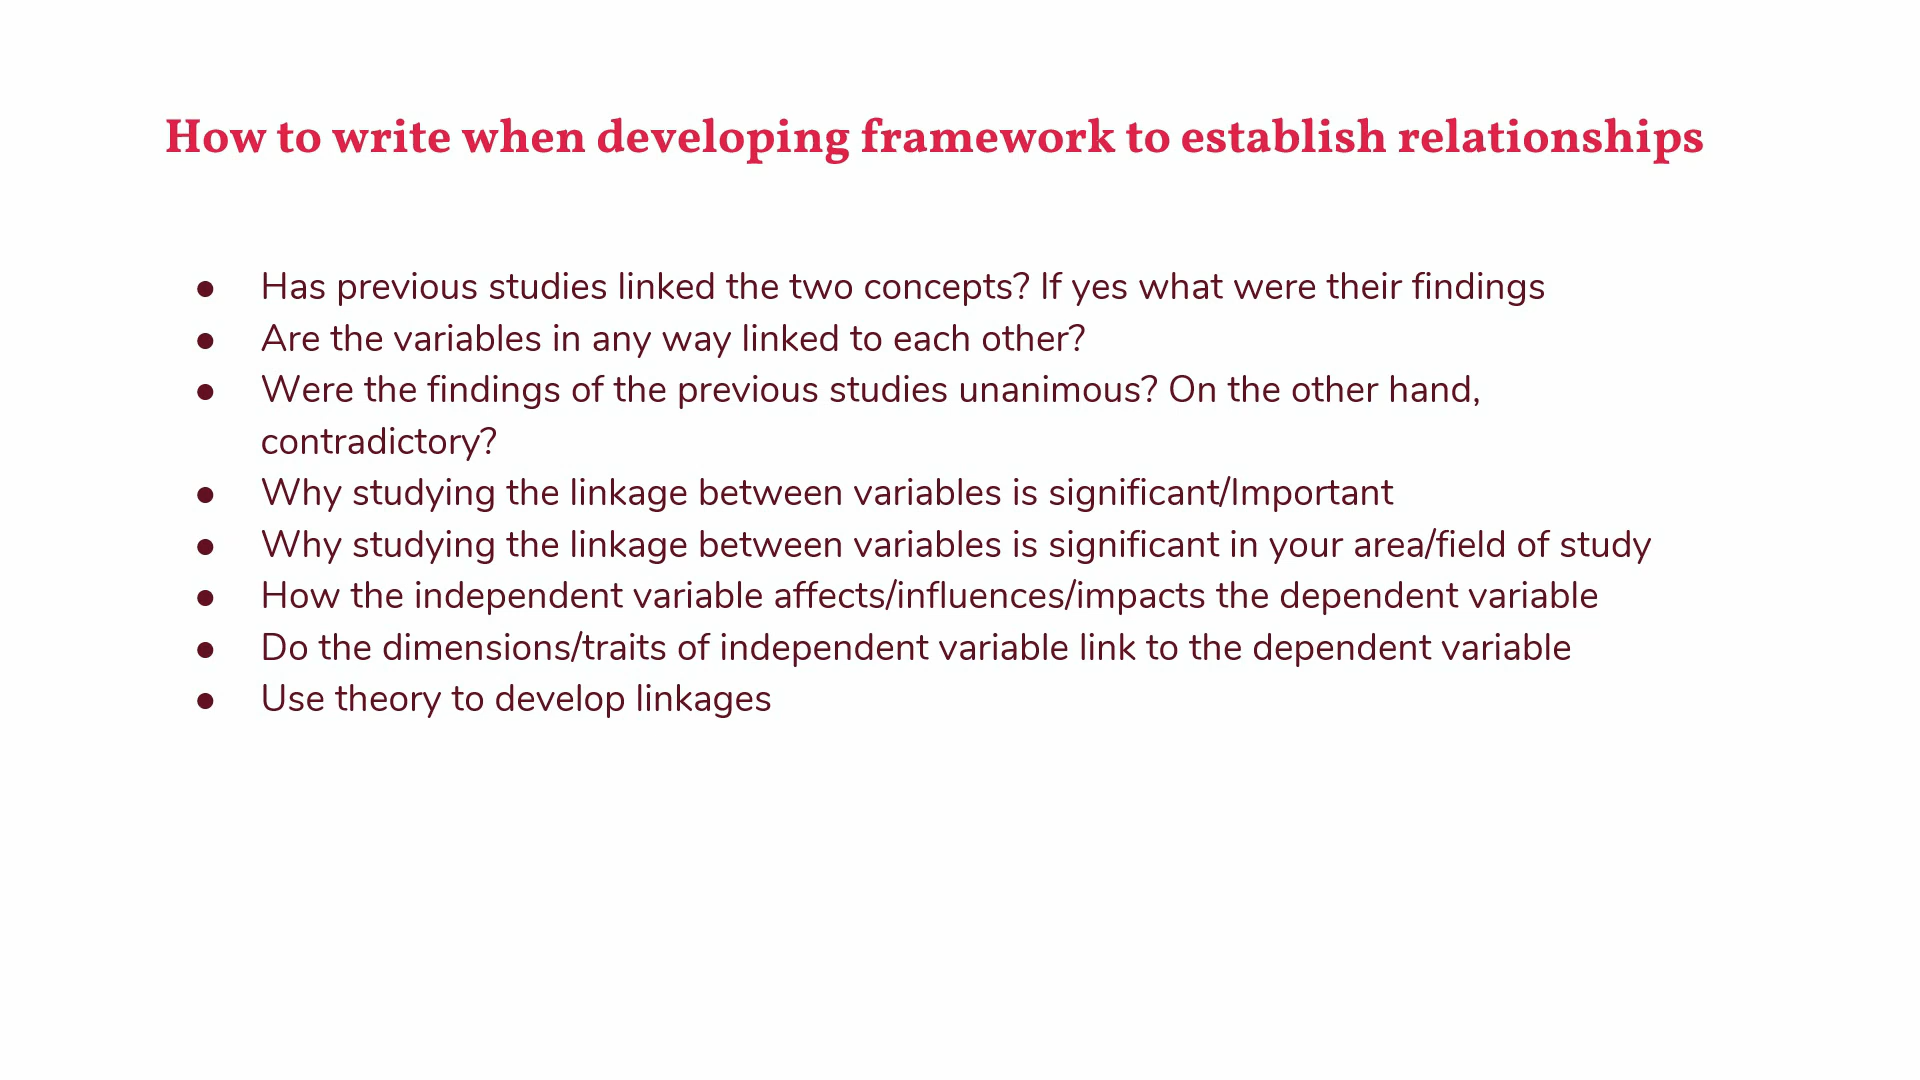 How to write when developing framework to establish relationships
● Has previous studies linked the two concepts? If yes what were their findings
● Are the variables in any way linked to each other?
● Were the findings of the previous studies unanimous? On the other hand,
contradictory?
● Why studying the linkage between variables is significant/Important
● Why studying the linkage between variables is significant in your area/field of study
● How the independent variable affects/influences/impacts the dependent variable
● Do the dimensions/traits of independent variable link to the dependent variable
● Use theory to develop linkages